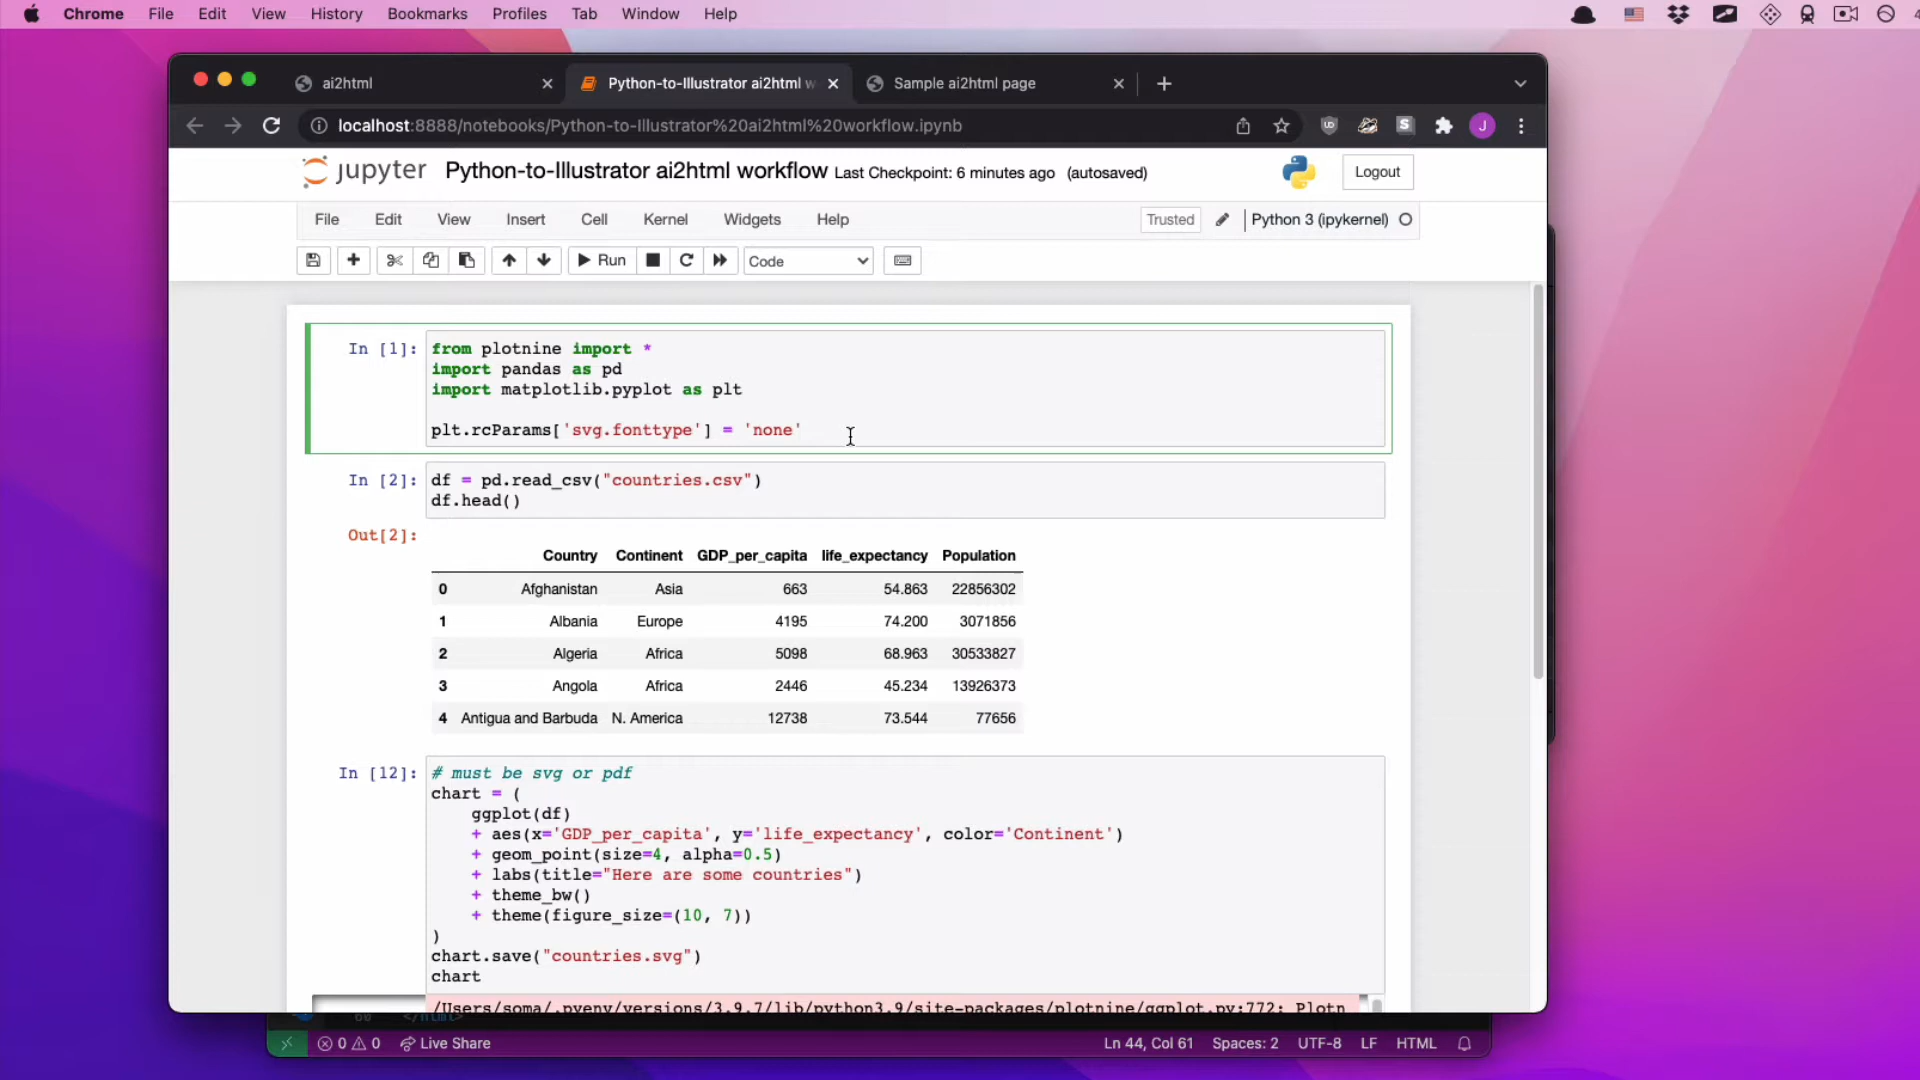 Chrome File Edit View History Bookmarks Profiles Tab Window Help
ai2html
Python-to-Illustrator ai2html w
Sample ai2html page
localhost:8888/notebooks/Python-to-Illustrator%20ai2html%20workflow.ipynb
J
jupyter Python-to-Illustrator ai2html workflow Last Checkpoint: 6 minutes ago (autosaved)
Logout
File Edit View Insert Cell Kernel Widgets Help
Trusted
Python 3 (ipykernel)
Run
Code
In [1]:
from plotnine import *
import pandas as pd
import matplotlib.pyplot as plt
plt.rcParams['svg.fonttype'] = 'none'
In [2]:
df = pd.read_csv("countries.csv")
df.head()
Out[2]:
Country Continent GDP_per_capita life_expectancy Population
0 Afghanistan Asia 663 54.863 22856302
1 Albania Europe 4195 74.200 3071856
2 Algeria Africa 5098 68.963 30533827
3 Angola Africa 2446 45.234 13926373
4 Antigua and Barbuda N. America 12738 73.544 77656
In [12]:
# must be svg or pdf
chart = (
    ggplot(df)
    + aes(x='GDP_per_capita', y='life_expectancy', color='Continent')
    + geom_point(size=4, alpha=0.5)
    + labs(title="Here are some countries")
    + theme_bw()
    + theme(figure_size=(10, 7))
)
chart.save("countries.svg")
chart
/Users/soma/.pyenv/versions/3.9.7/lib/python3.9/site-packages/plotnine/ggplot.py:772: Plotn
60 </html>
0 0 Live Share
Ln 44, Col 61 Spaces: 2 UTF-8 LF HTML